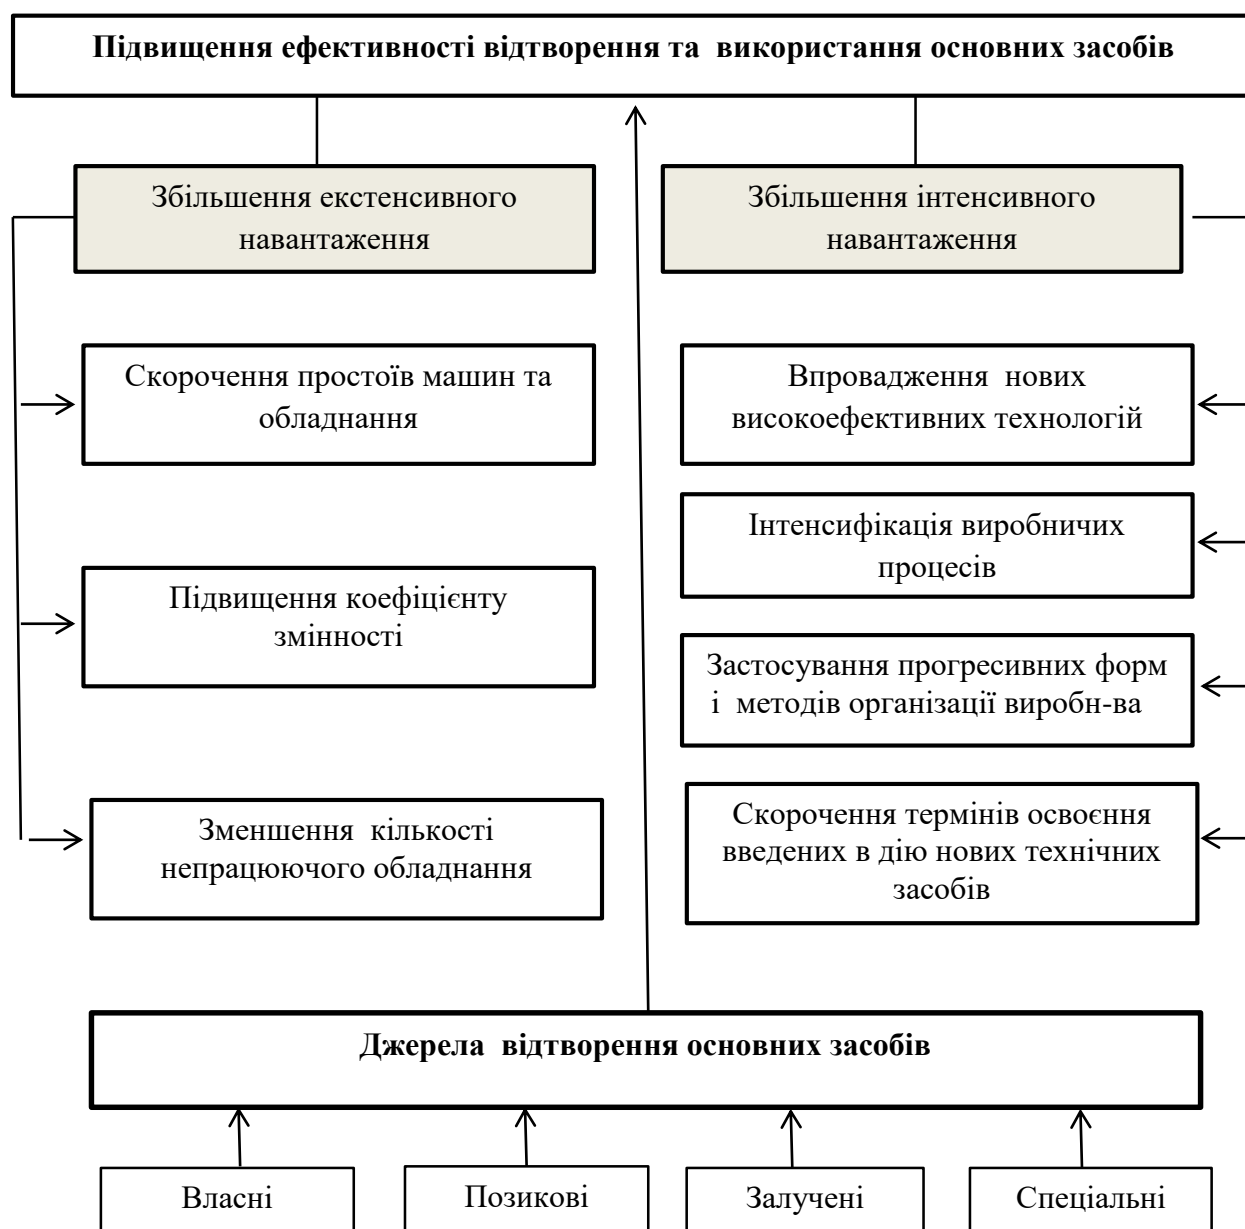 Підвищення ефективності відтворення та використання основних засобів
Збільшення екстенсивного
навантаження
Збільшення інтенсивного
навантаження
Скорочення простоїв машин та
обладнання
Підвищення коефіцієнту
змінності
Зменшення кількості
непрацюючого обладнання
Впровадження нових
високоефективних технологій
Інтенсифікація виробничих
процесів
Застосування прогресивних форм
і методів організації виробн-ва
Скорочення термінів освоєння
введених в дію нових технічних
засобів
Джерела відтворення основних засобів
Власні
Позикові
Залучені
Спеціальні